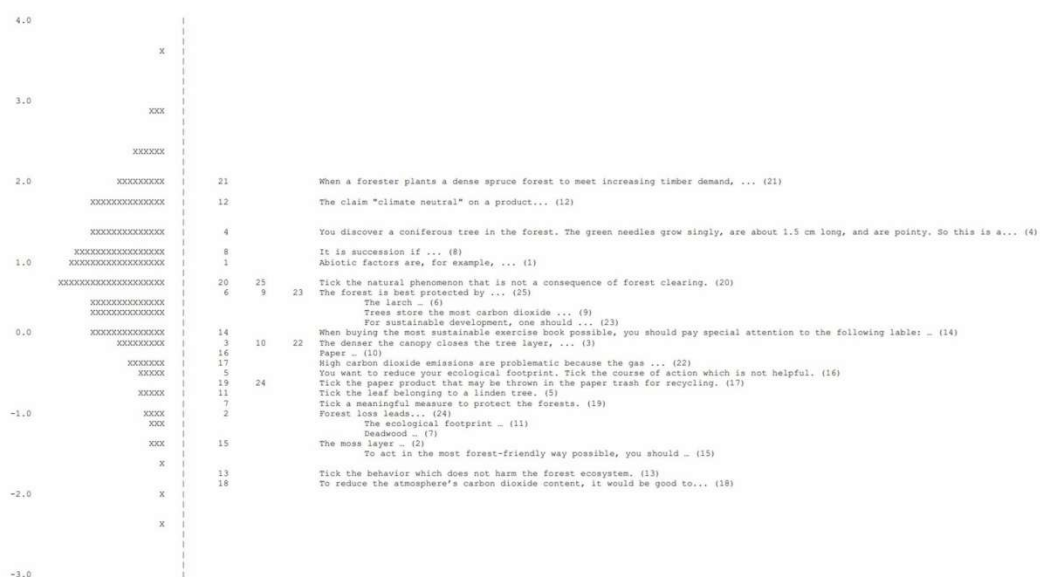 4.0 |
X |
3.0 |
XXX |
XXXXXX |
2.0 XXXXXXXXX | 21 When a forester plants a dense spruce forest to meet increasing timber demand, ... (21)
XXXXXXXXXXXXXX | 12 The claim "climate neutral" on a product... (12)
XXXXXXXXXXXXXX | 4 You discover a coniferous tree in the forest. The green needles grow singly, are about 1.5 cm long, and are pointy. So this is a... (4)
XXXXXXXXXXXXXXXXX | 8 It is succession if ... (8)
1.0 XXXXXXXXXXXXXXXXXX | 1 Abiotic factors are, for example, ... (1)
XXXXXXXXXXXXXXXXXXXX | 20 25 Tick the natural phenomenon that is not a consequence of forest clearing. (20)
| 6 9 23 The forest is best protected by ... (25)
XXXXXXXXXXXXXX | The larch … (6)
XXXXXXXXXXXXXX | Trees store the most carbon dioxide ... (9)
| For sustainable development, one should ... (23)
0.0 XXXXXXXXXXXXXX | 14 When buying the most sustainable exercise book possible, you should pay special attention to the following lable: … (14)
XXXXXXXXX | 3 10 22 The denser the canopy closes the tree layer, ... (3)
| 16 Paper … (10)
XXXXXXX | 17 High carbon dioxide emissions are problematic because the gas ... (22)
XXXXX | 5 You want to reduce your ecological footprint. Tick the course of action which is not helpful. (16)
| 19 24 Tick the paper product that may be thrown in the paper trash for recycling. (17)
XXXXX | 11 Tick the leaf belonging to a linden tree. (5)
| 7 Tick a meaningful measure to protect the forests. (19)
-1.0 XXXX | 2 Forest loss leads... (24)
XXX | The ecological footprint … (11)
| Deadwood … (7)
XXX | 15 The moss layer … (2)
| To act in the most forest-friendly way possible, you should … (15)
X |
| 13 Tick the behavior which does not harm the forest ecosystem. (13)
| 18 To reduce the atmosphere's carbon dioxide content, it would be good to... (18)
-2.0 X |
X |
-3.0 |